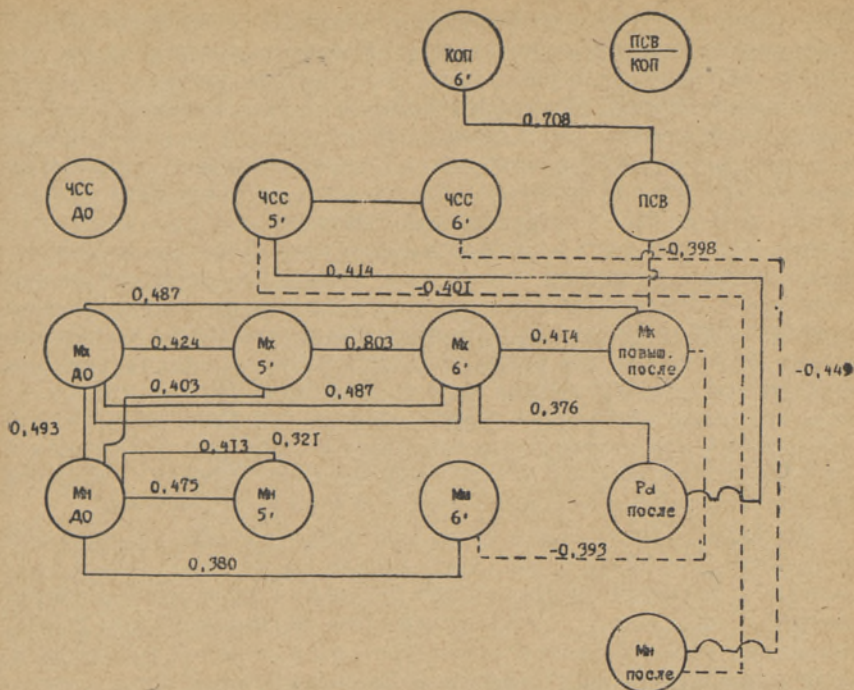 КОП
6'
ПСВ
КОП
0,708
ЧСС
ДО
ЧСС
5'
ЧСС
6'
ПСВ
-0,398
0,414
-0,401
0,487
Мх
ДО
0,424
Мх
5'
0,803
Мх
6'
0,414
Мх
повыш.
после
-0,449
0,403
0,487
0,376
0,493
0,413
0,321
Мн
ДО
0,475
Мн
5'
6'
Pd
после
0,380
-0,393
Мн
после